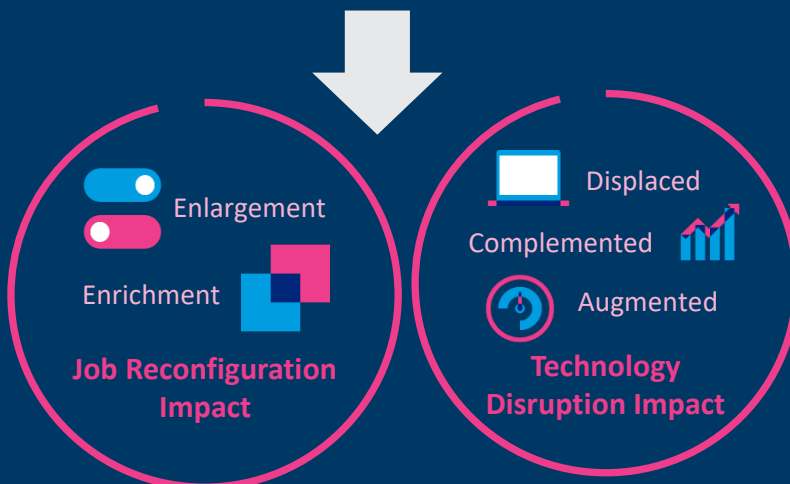 Enlargement
Enrichment
Job Reconfiguration
Impact
Displaced
Complemented
Augmented
Technology
Disruption Impact